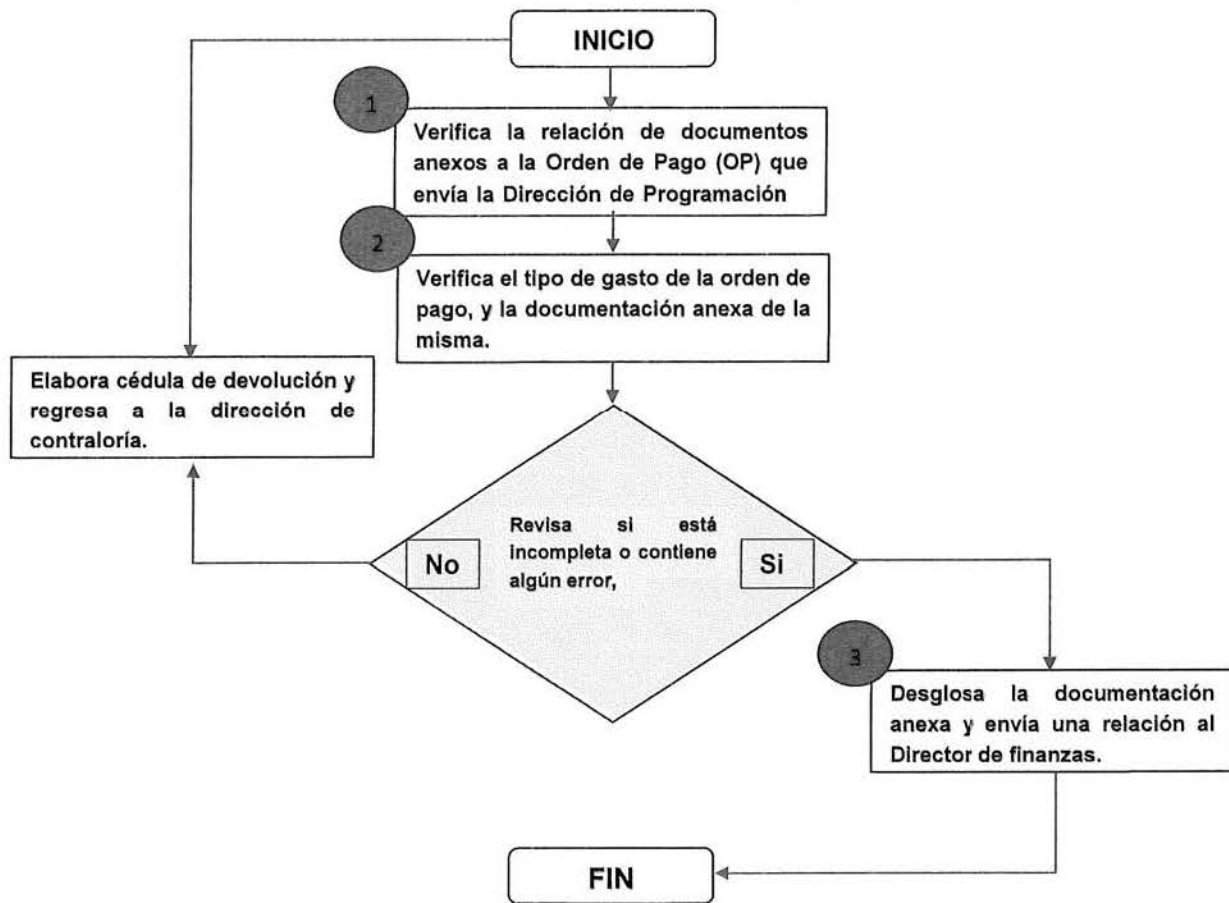 INICIO
1
Verifica la relación de documentos
anexos a la Orden de Pago (OP) que
envía la Dirección de Programación
2
Verifica el tipo de gasto de la orden de
pago, y la documentación anexa de la
misma.
Elabora cédula de devolución y
regresa a la dirección de
contraloría.
Revisa si está
incompleta o contiene
algún error,
No
Si
3
Desglosa la documentación
anexa y envía una relación al
Director de finanzas.
FIN